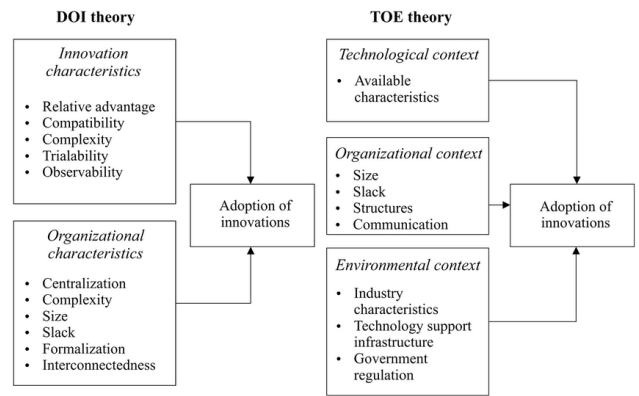 DOI theory
Innovation
characteristics
• Relative advantage
• Compatibility
• Complexity
• Trialability
• Observability
Organizational
characteristics
• Centralization
• Complexity
• Size
• Slack
• Formalization
• Interconnectedness
Adoption of
innovations
TOE theory
Technological context
• Available
characteristics
Organizational context
• Size
• Slack
• Structures
• Communication
Environmental context
• Industry
characteristics
• Technology support
infrastructure
• Government
regulation
Adoption of
innovations